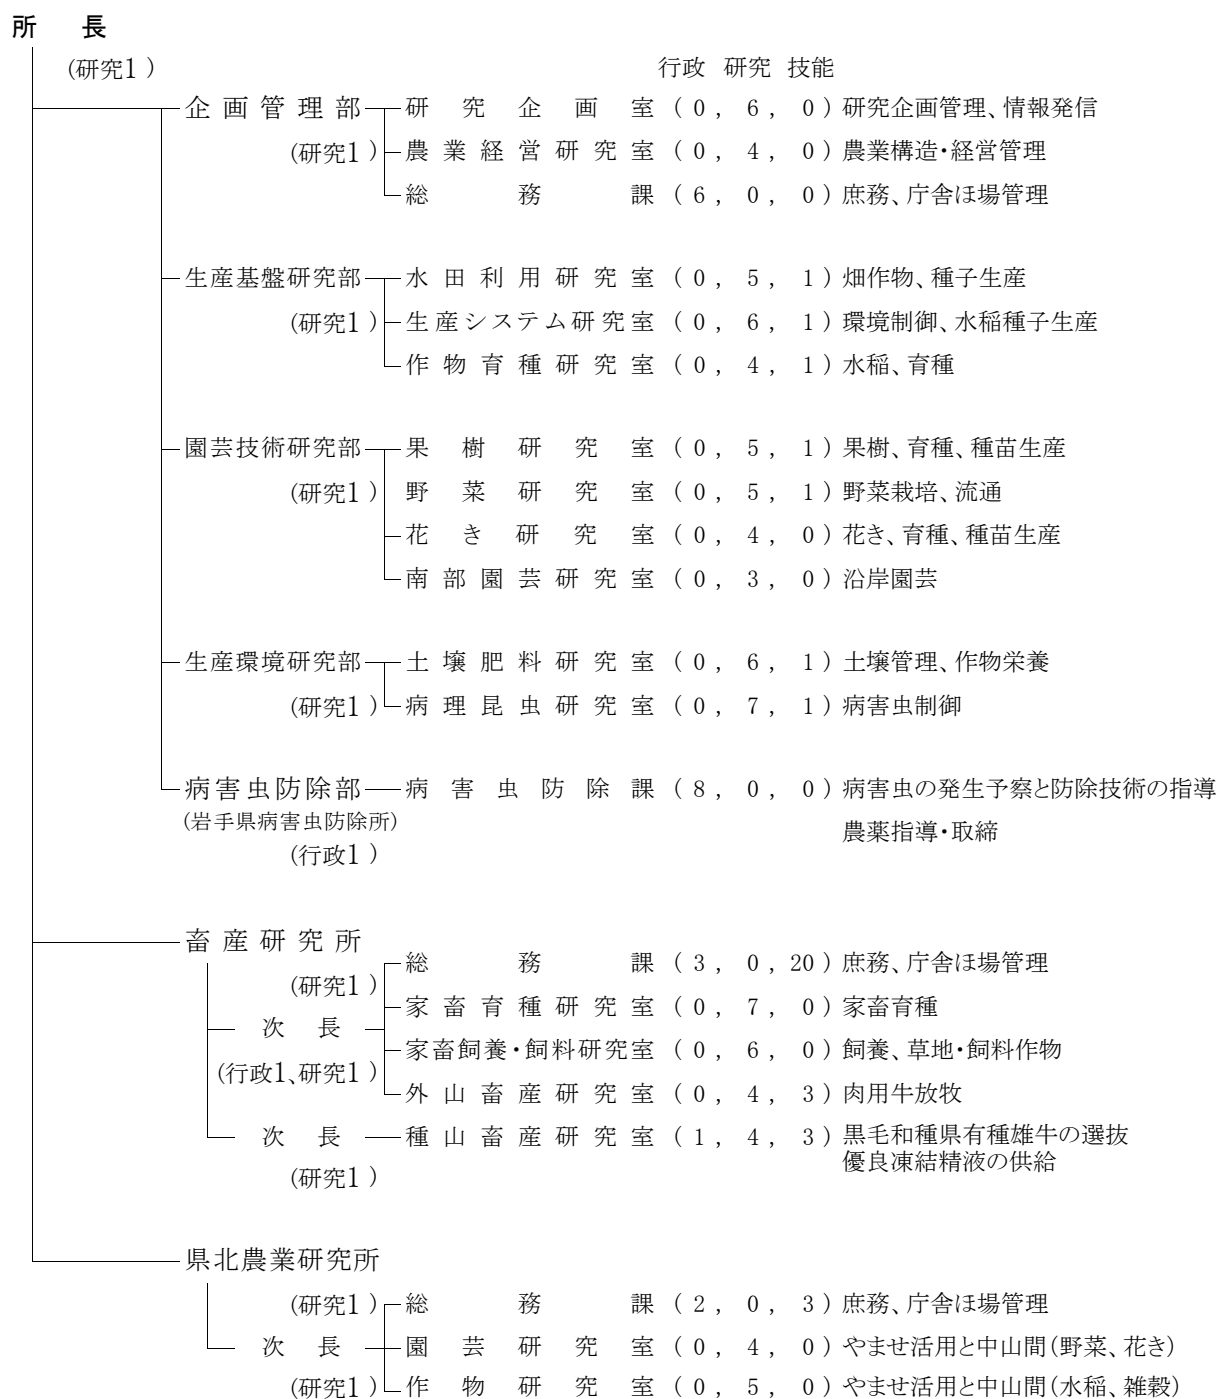 所長
(研究1)
行政 研究 技能
企画管理部 研究企画室 (0, 6, 0) 研究企画管理、情報発信
(研究1) 農業経営研究室 (0, 4, 0) 農業構造・経営管理
総務課 (6, 0, 0) 庶務、庁舎ほ場管理
生産基盤研究部 水田利用研究室 (0, 5, 1) 畑作物、種子生産
(研究1) 生産システム研究室 (0, 6, 1) 環境制御、水稲種子生産
作物育種研究室 (0, 4, 1) 水稲、育種
園芸技術研究部 果樹研究室 (0, 5, 1) 果樹、育種、種苗生産
(研究1) 野菜研究室 (0, 5, 1) 野菜栽培、流通
花き研究室 (0, 4, 0) 花き、育種、種苗生産
南部園芸研究室 (0, 3, 0) 沿岸園芸
生産環境研究部 土壌肥料研究室 (0, 6, 1) 土壌管理、作物栄養
(研究1) 病理昆虫研究室 (0, 7, 1) 病害虫制御
病害虫防除部 病害虫防除課 (8, 0, 0) 病害虫の発生予察と防除技術の指導
(岩手県病害虫防除所) 農薬指導・取締
(行政1)
畜産研究所
総務課 (3, 0, 20) 庶務、庁舎ほ場管理
(研究1)
家畜育種研究室 (0, 7, 0) 家畜育種
次長
家畜飼養・飼料研究室 (0, 6, 0) 飼養、草地・飼料作物
(行政1、研究1)
外山畜産研究室 (0, 4, 3) 肉用牛放牧
次長 種山畜産研究室 (1, 4, 3) 黒毛和種県有種雄牛の選抜
優良凍結精液の供給
(研究1)
県北農業研究所
(研究1) 総務課 (2, 0, 3) 庶務、庁舎ほ場管理
次長 園芸研究室 (0, 4, 0) やませ活用と中山間(野菜、花き)
(研究1) 作物研究室 (0, 5, 0) やませ活用と中山間(水稲、雑穀)